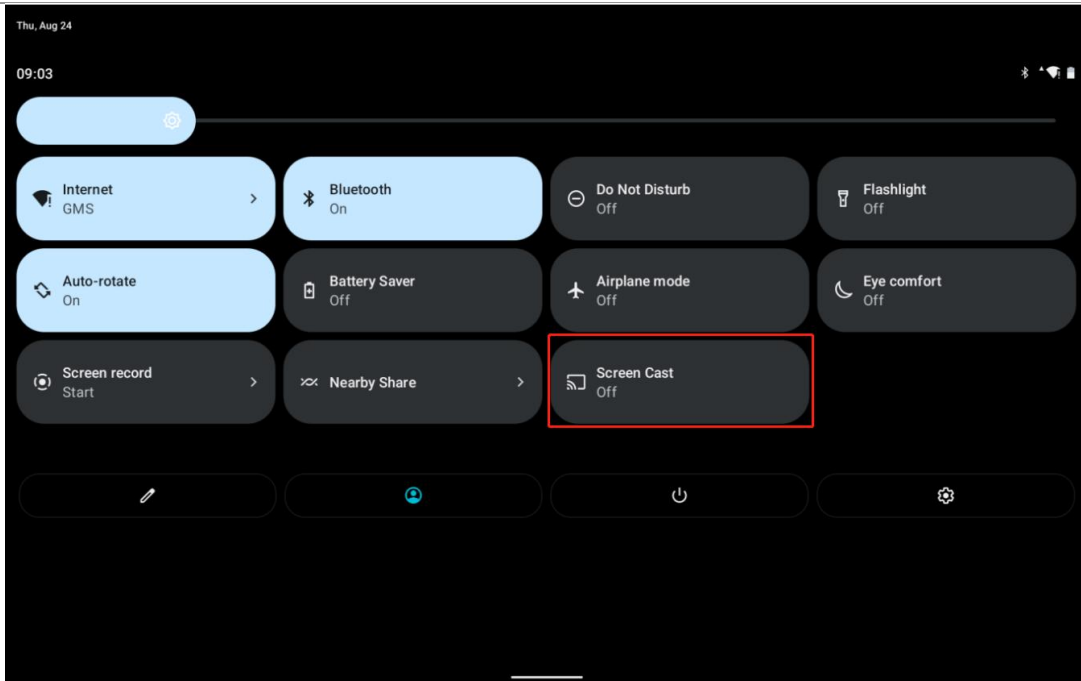 Thu, Aug 24
09:03
Internet
GMS
Bluetooth
On
Do Not Disturb
Off
Flashlight
Off
Auto-rotate
On
Battery Saver
Off
Airplane mode
Off
Eye comfort
Off
Screen record
Start
Nearby Share
Screen Cast
Off